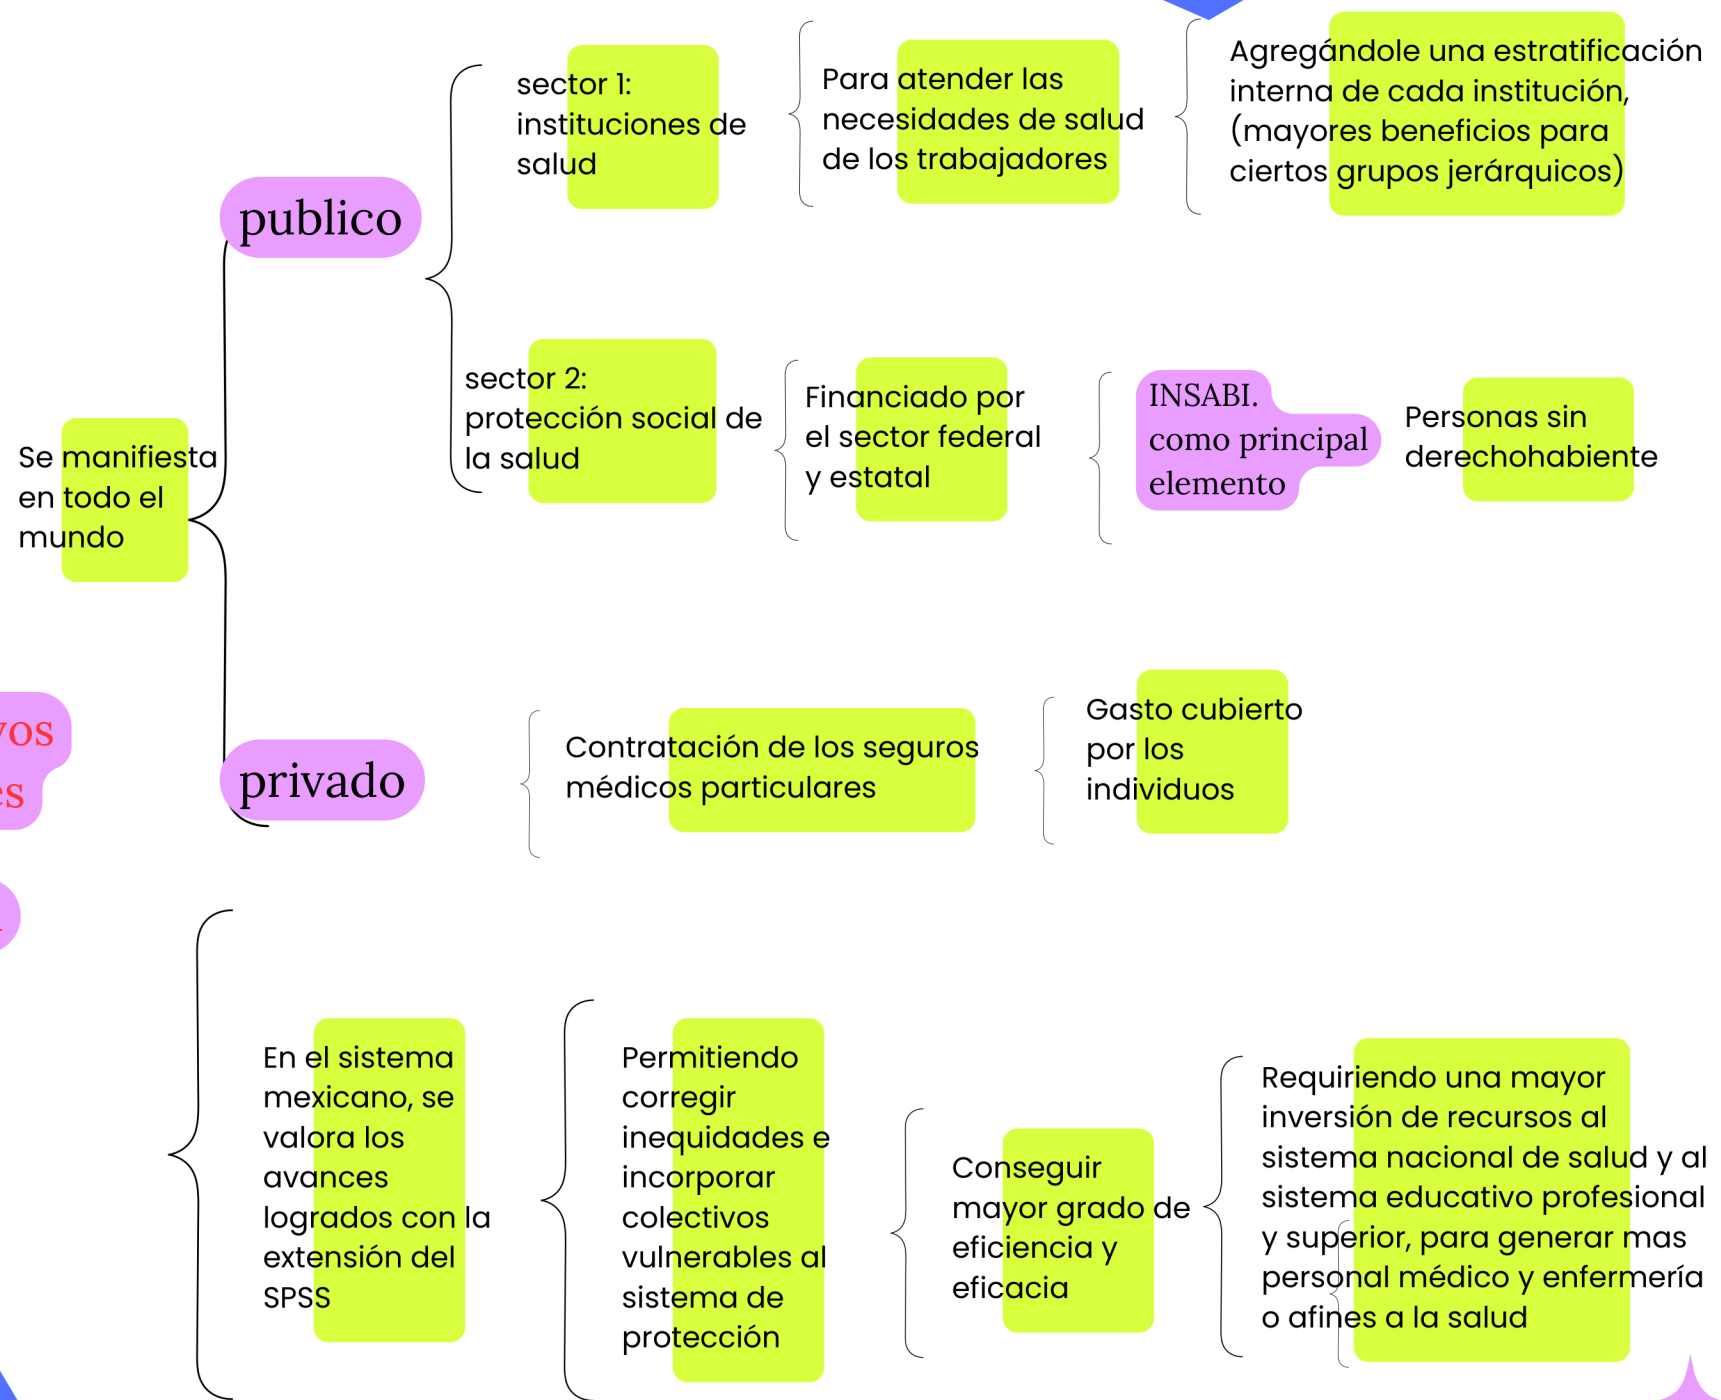 Se manifiesta
en todo el
mundo
publico
sector 1:
instituciones de
salud
Para atender las
necesidades de salud
de los trabajadores
Agregándole una estratificación
interna de cada institución,
(mayores beneficios para
ciertos grupos jerárquicos)
sector 2:
protección social de
la salud
Financiado por
el sector federal
y estatal
INSABI.
como principal
elemento
Personas sin
derechohabiente
privado
Contratación de los seguros
médicos particulares
Gasto cubierto
por los
individuos
En el sistema
mexicano, se
valora los
avances
logrados con la
extensión del
SPSS
Permitiendo
corregir
inequidades e
incorporar
colectivos
vulnerables al
sistema de
protección
Conseguir
mayor grado de
eficiencia y
eficacia
Requiriendo una mayor
inversión de recursos al
sistema nacional de salud y al
sistema educativo profesional
y superior, para generar mas
personal médico y enfermería
o afines a la salud